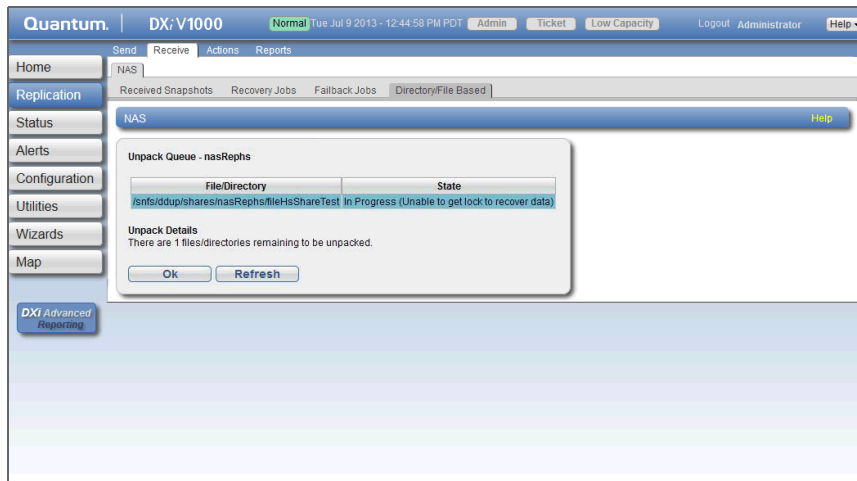 Quantum. DXi V1000 Normal Tue Jul 9 2013 - 12:44:58 PM PDT Admin Ticket Low Capacity Logout Administrator Help
Send Receive Actions Reports
Home
NAS
Replication
Received Snapshots Recovery Jobs Failback Jobs Directory/File Based
Status
NAS Help
Alerts
Unpack Queue - nasRephs
Configuration
File/Directory State
Utilities
/snfs/ddup/shares/nasRephs/fileHsShareTest In Progress (Unable to get lock to recover data)
Wizards
Unpack Details
There are 1 files/directories remaining to be unpacked.
Map
Ok Refresh
DXi Advanced
Reporting